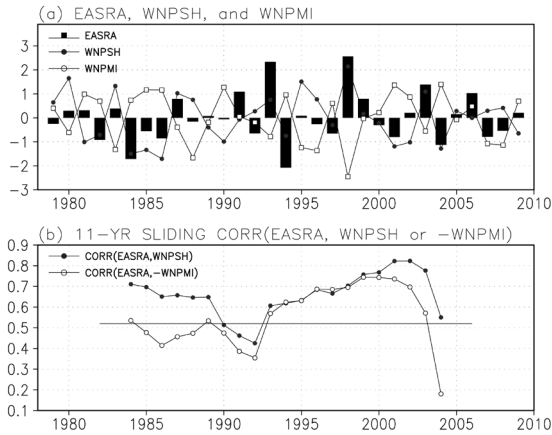 (a) EASRA, WNPSH, and WNPMI
EASRA
WNPSH
WNPMI
3
2
1
0
−1
−2
−3
1980 1985 1990 1995 2000 2005 2010
(b) 11−YR SLIDING CORR(EASRA, WNPSH or −WNPMI)
CORR(EASRA,WNPSH)
CORR(EASRA,−WNPMI)
0.9
0.8
0.7
0.6
0.5
0.4
0.3
0.2
0.1
1980 1985 1990 1995 2000 2005 2010